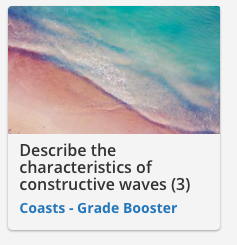 Describe the
characteristics of
constructive waves (3)
Coasts - Grade Booster